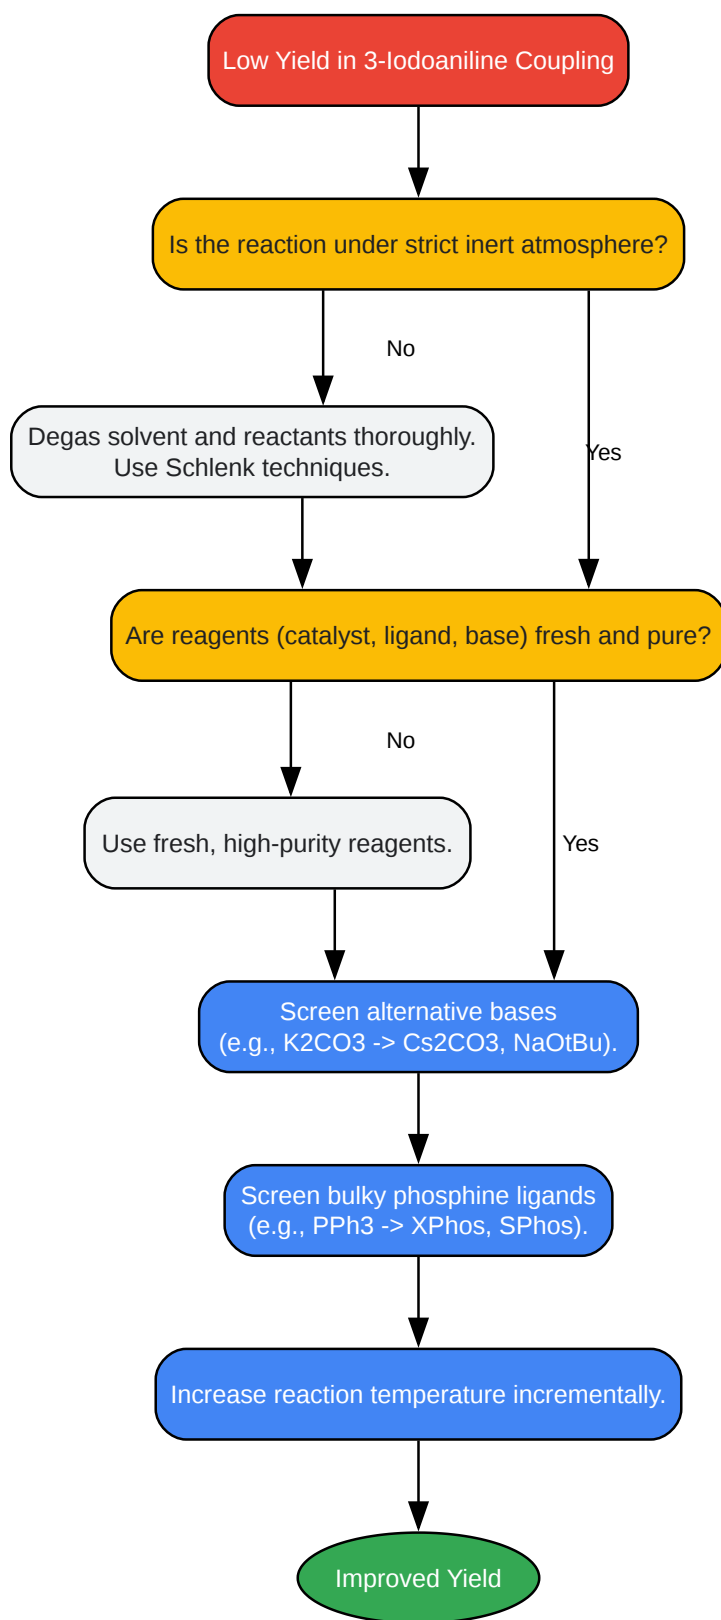 Low Yield in 3-Iodoaniline Coupling
Is the reaction under strict inert atmosphere?
No
Degas solvent and reactants thoroughly.
Use Schlenk techniques.
Yes
Are reagents (catalyst, ligand, base) fresh and pure?
No
Use fresh, high-purity reagents.
Yes
Screen alternative bases
(e.g., K2CO3 -> Cs2CO3, NaOtBu).
Screen bulky phosphine ligands
(e.g., PPh3 -> XPhos, SPhos).
Increase reaction temperature incrementally.
Improved Yield